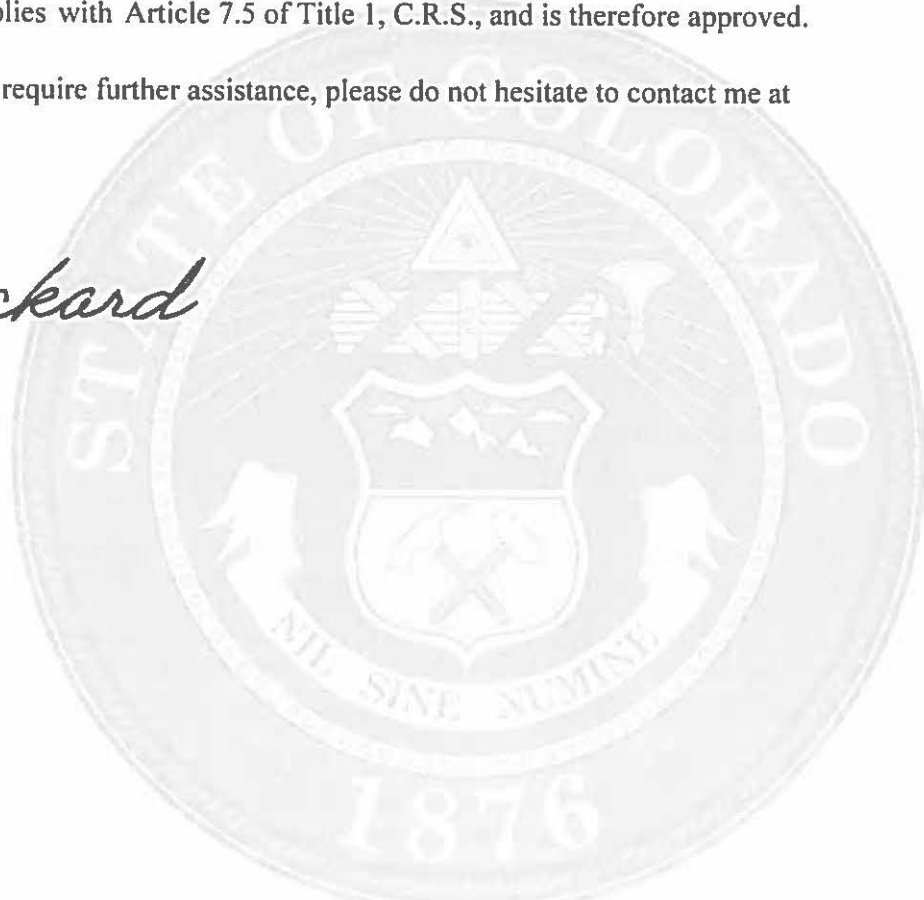 plies with Article 7.5 of Title 1, C.R.S., and is therefore approved.
require further assistance, please do not hesitate to contact me at
ckard
STATE OF COLORADO
NIL SINE NUMINE
1876